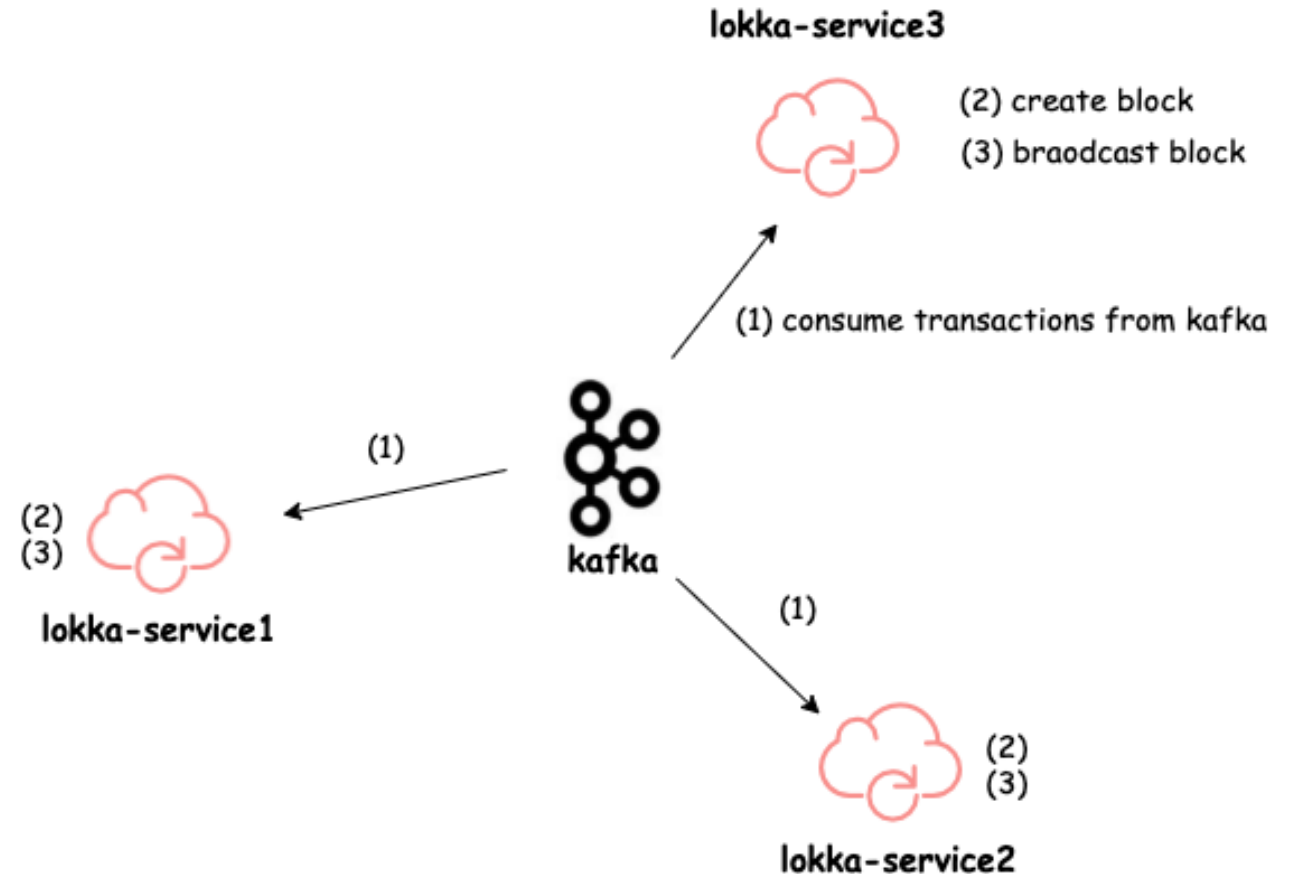 lokka-service3
(2) create block
(3) braodcast block
(1) consume transactions from kafka
(1)
kafka
(2)
(3)
lokka-service1
(1)
(2)
(3)
lokka-service2